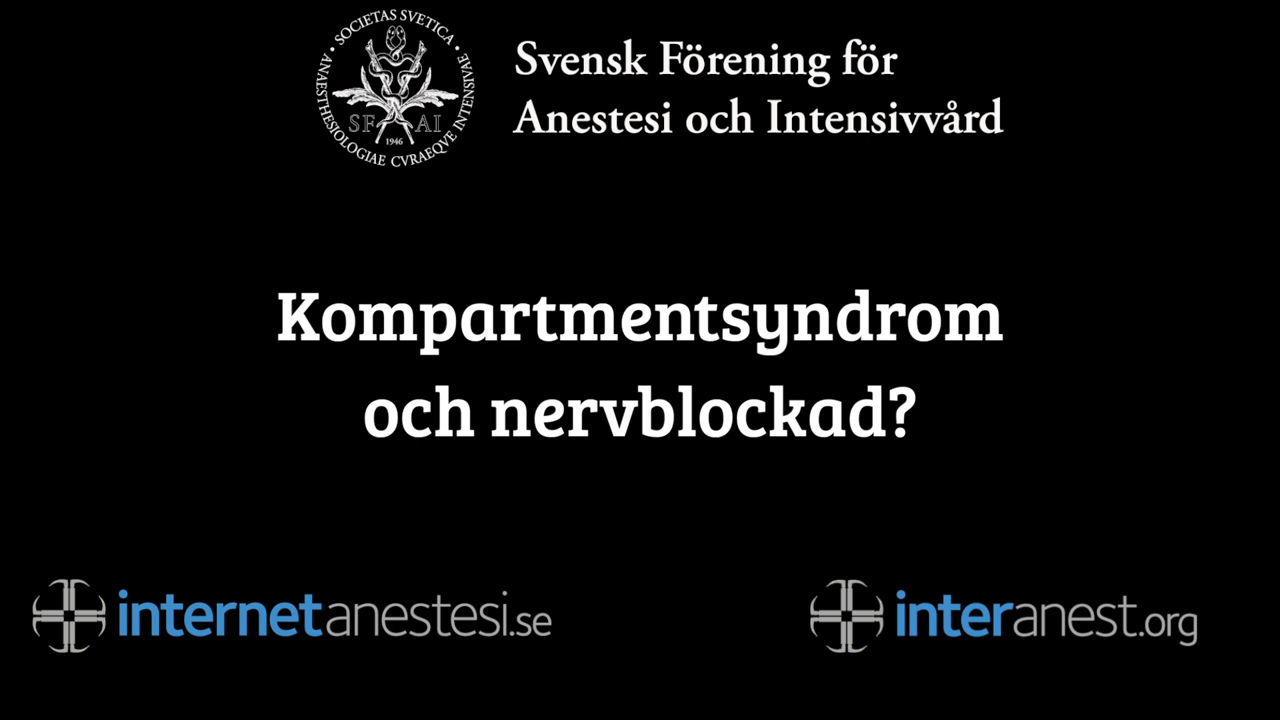 SOCIETAS SVETICA
ANAESTHESIOLOGIAE CVRAEQVE INTENSIVAE
SF AI
1946
Svensk Förening för
Anestesi och Intensivvård
Kompartmentsyndrom
och nervblockad?
internetanestesi.se
interanest.org